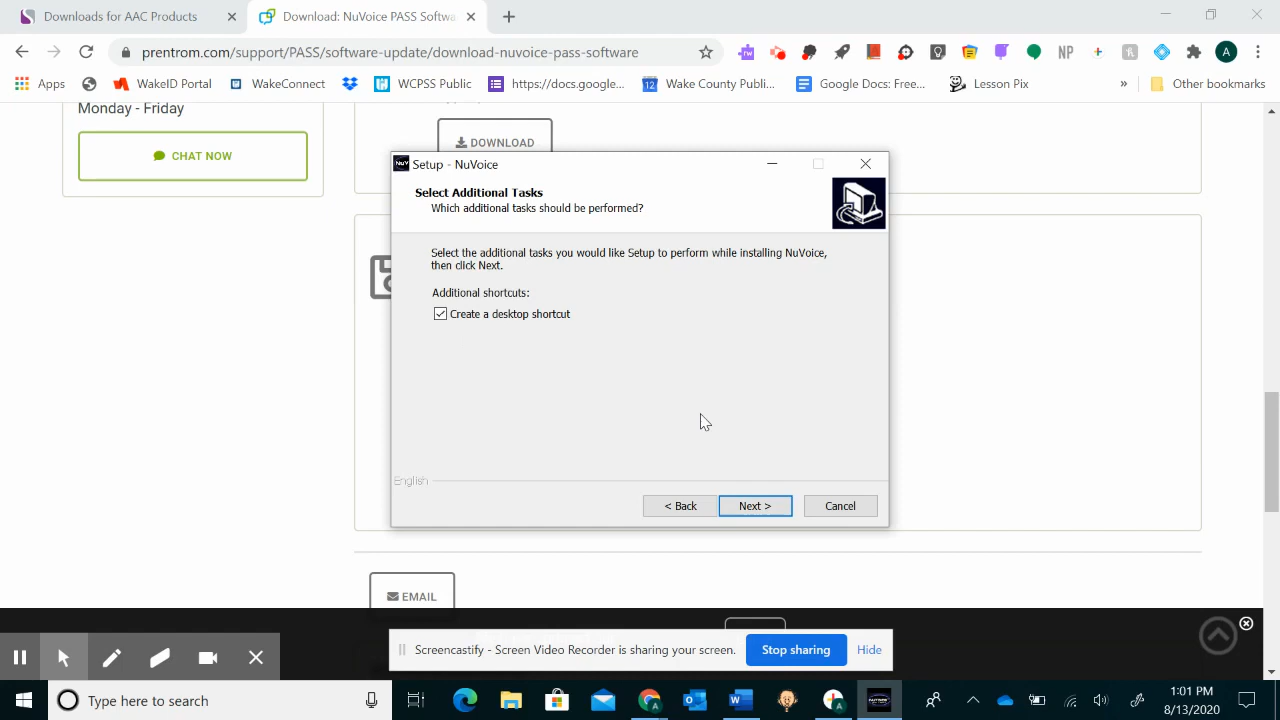 Downloads for AAC Products
Download: NuVoice PASS Softwa
prentrom.com/support/PASS/software-update/download-nuvoice-pass-software
rw
NP
A
Apps
WakeID Portal
WakeConnect
WCPSS Public
https://docs.google...
12
Wake County Publi...
Google Docs: Free...
Lesson Pix
»
Other bookmarks
Monday - Friday
CHAT NOW
DOWNLOAD
Setup - NuVoice
Select Additional Tasks
Which additional tasks should be performed?
Select the additional tasks you would like Setup to perform while installing NuVoice,
then click Next.
Additional shortcuts:
Create a desktop shortcut
English
< Back
Next >
Cancel
EMAIL
Screencastify - Screen Video Recorder is sharing your screen.
Stop sharing
Hide
Type here to search
1:01 PM
8/13/2020